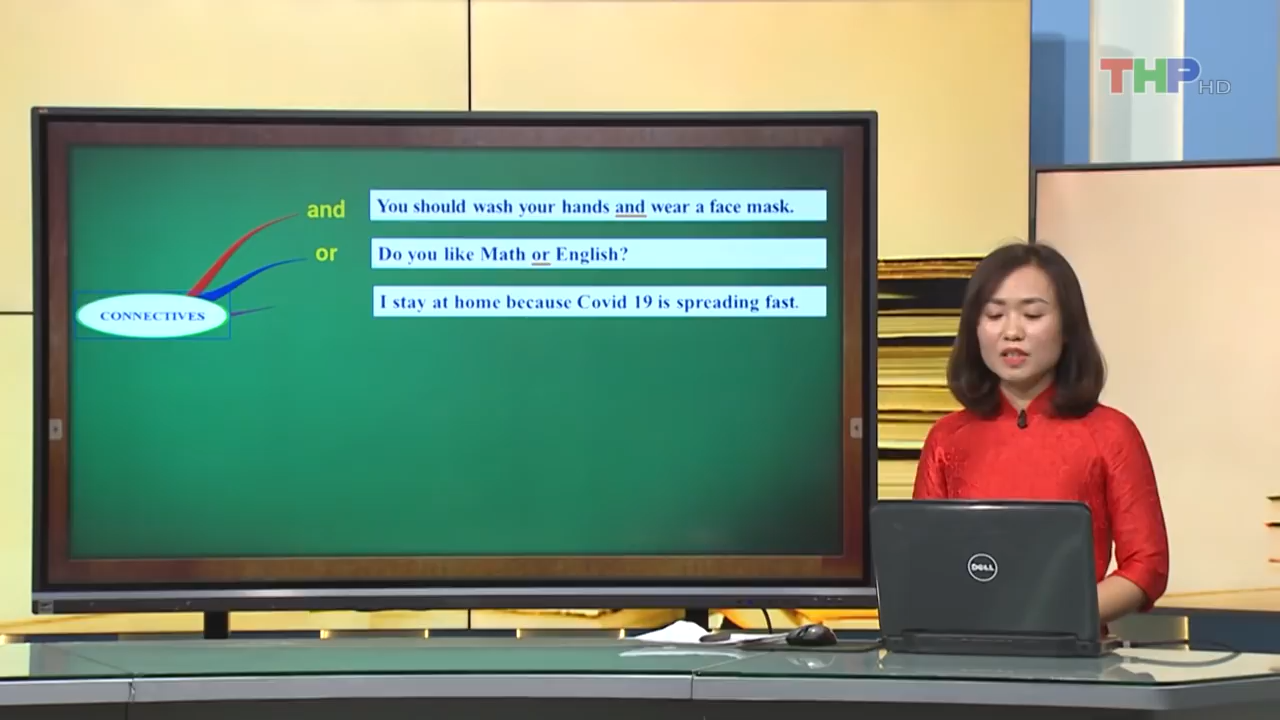 THP HD
and You should wash your hands and wear a face mask.
or Do you like Math or English?
I stay at home because Covid 19 is spreading fast.
CONNECTIVES
DELL